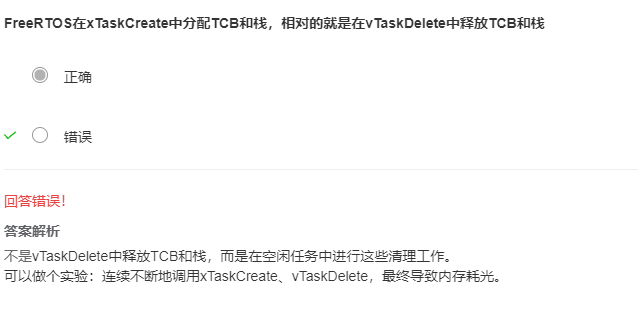 FreeRTOS在xTaskCreate中分配TCB和栈，相对的就是在vTaskDelete中释放TCB和栈
正确
错误
回答错误！
答案解析
不是vTaskDelete中释放TCB和栈，而是在空闲任务中进行这些清理工作。
可以做个实验：连续不断地调用xTaskCreate、vTaskDelete，最终导致内存耗光。